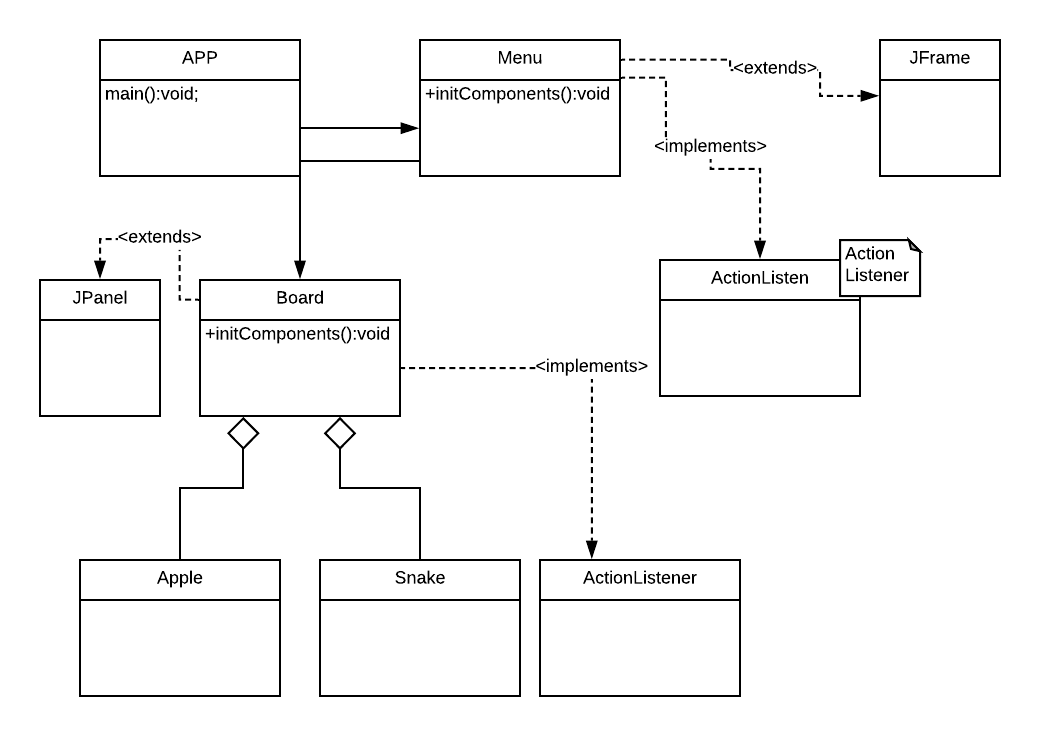 APP
main():void;
Menu
+initComponents():void
<extends>
JFrame
<implements>
Action
Listener
ActionListen
<extends>
JPanel
Board
+initComponents():void
<implements>
Apple
Snake
ActionListener